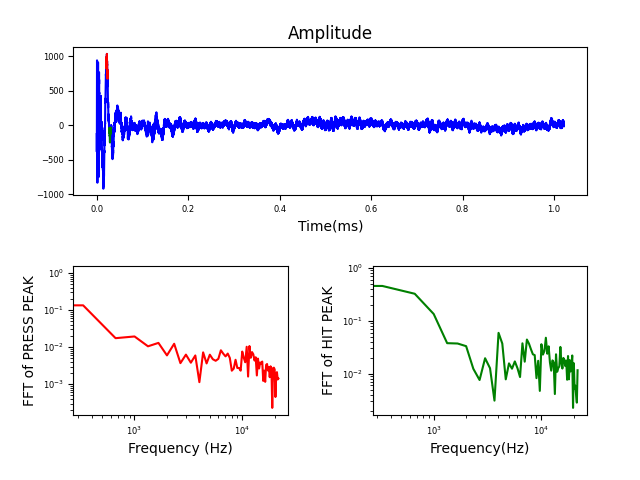 Amplitude
1000
500
0
−500
−1000
0.0 0.2 0.4 0.6 0.8 1.0
Time(ms)
FFT of PRESS PEAK
10⁰
10⁻¹
10⁻²
10⁻³
10³ 10⁴
Frequency (Hz)
FFT of HIT PEAK
10⁰
10⁻¹
10⁻²
10³ 10⁴
Frequency(Hz)